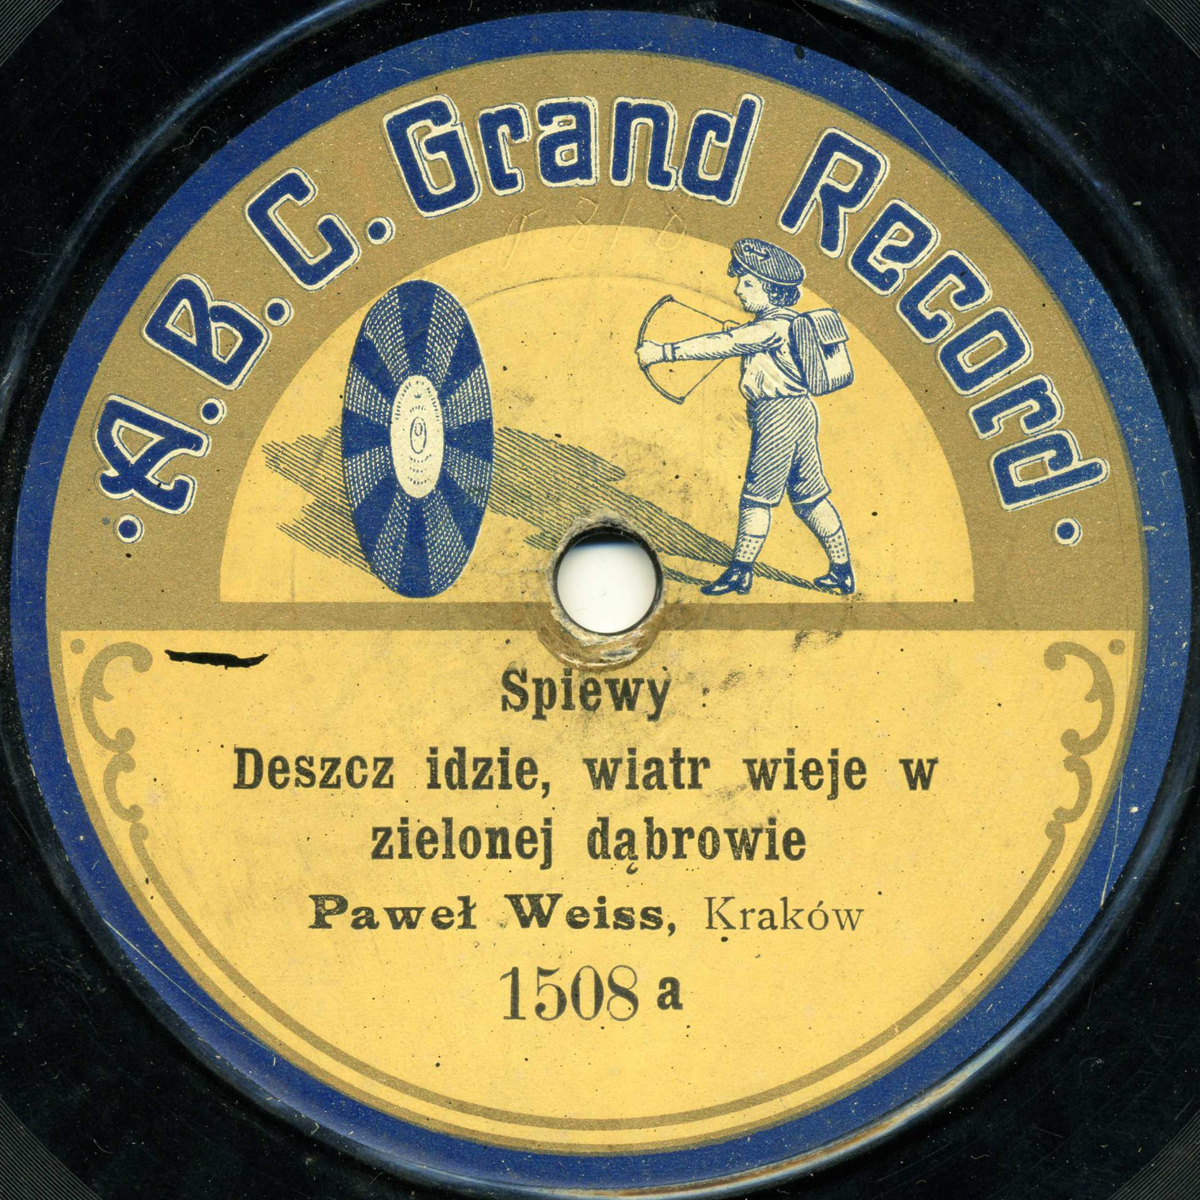 A.B.C. Grand Record
Spiewy
Deszcz idzie, wiatr wieje w
zielonej dąbrowie
Paweł Weiss, Kraków
1508 a